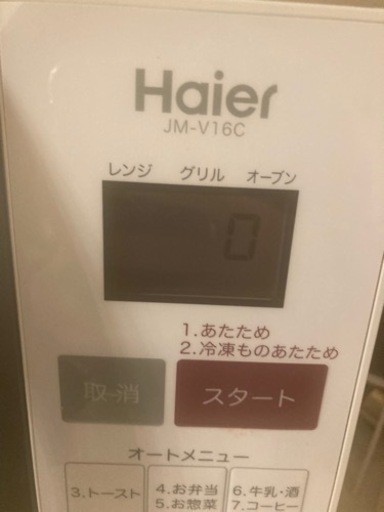 Haier
JM-V16C
レンジ グリル オーブン
0
1.あたため
2.冷凍ものあたため
取消 スタート
オートメニュー
3.トースト
4.お弁当
5.お惣菜
6.牛乳・酒
7.コーヒー